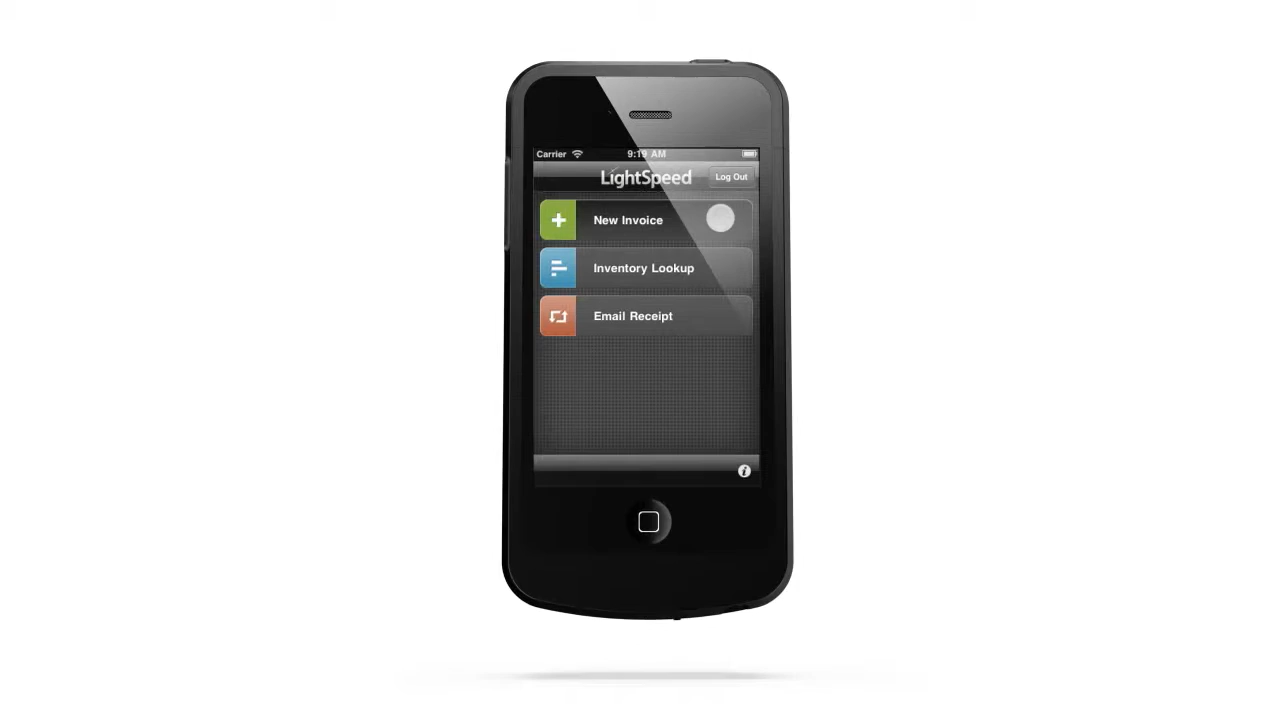 Carrier 9:19 AM
LightSpeed Log Out
New Invoice
Inventory Lookup
Email Receipt